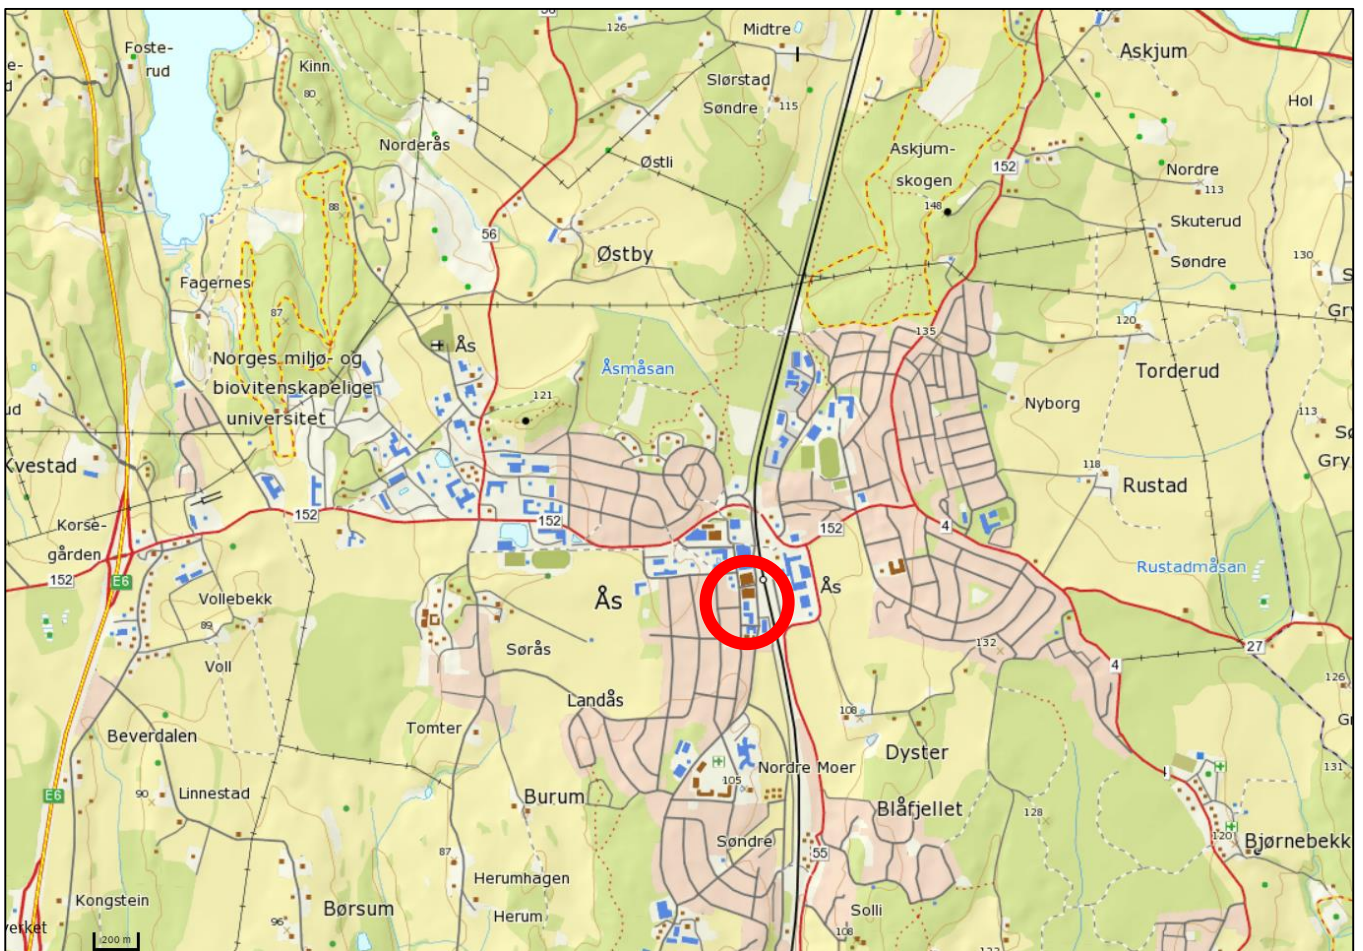 56
126
Midtre
Askjum
Foste-
rud
Kinn.
80
Slørstad
Søndre
115
Hol
Norderås
Østli
Askjum-
skogen
152
Nordre
113
88
148
Skuterud
56
Østby
Søndre
130
Fagernes
87
135
120
Ås
Norges miljø- og
biovitenskapelige
universitet
Åsmåsan
Torderud
121
Nyborg
113
Kvestad
118
Rustad
Gry
152
152
152
4
Korse-
gården
152
E6
Rustadmåsan
Ås
Ås
Vollebekk
89
Voll
Sørås
132
27
4
126
Landås
108
Tomter
Beverdalen
Dyster
Nordre Moer
105
131
E6
90
Linnestad
Burum
Blåfjellet
128
Søndre
120
Bjørnebekk
55
87
Herumhagen
Kongstein
Børsum
Herum
96
Solli
108
200 m